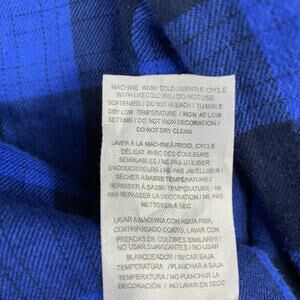 MACHINE WASH COLD / GENTLE CYCLE
WITH LIKE COLOURS / DO NOT USE
SOFTENERS / DO NOT BLEACH / TUMBLE
DRY LOW TEMPERATURE / IRON AT LOW
SETTING / DO NOT IRON DECORATION /
DO NOT DRY CLEAN
LAVER À LA MACHINE À FROID, CYCLE
DÉLICAT AVEC DES COULEURS
SEMBLABLES / NE PAS UTILISER
D'ADOUCISSEURS / NE PAS JAVELLISER /
SÉCHER À BASSE TEMPÉRATURE /
REPASSER À BASSE TEMPÉRATURE / NE
PAS REPASSER LA DÉCORATION / NE PAS
NETTOYER À SEC
LAVAR A MÁQUINA CON AGUA FRÍA,
CENTRIFUGADO CORTO, LAVAR CON
PRENDAS DE COLORES SIMILARES / NO
USAR SUAVIZANTES / NO USAR
BLANQUEADOR / SECAR BAJA
TEMPERATURA / PLANCHAR A BAJA
TEMPERATURA / NO PLANCHAR LA
DECORACIÓN / NO LAVAR EN SECO